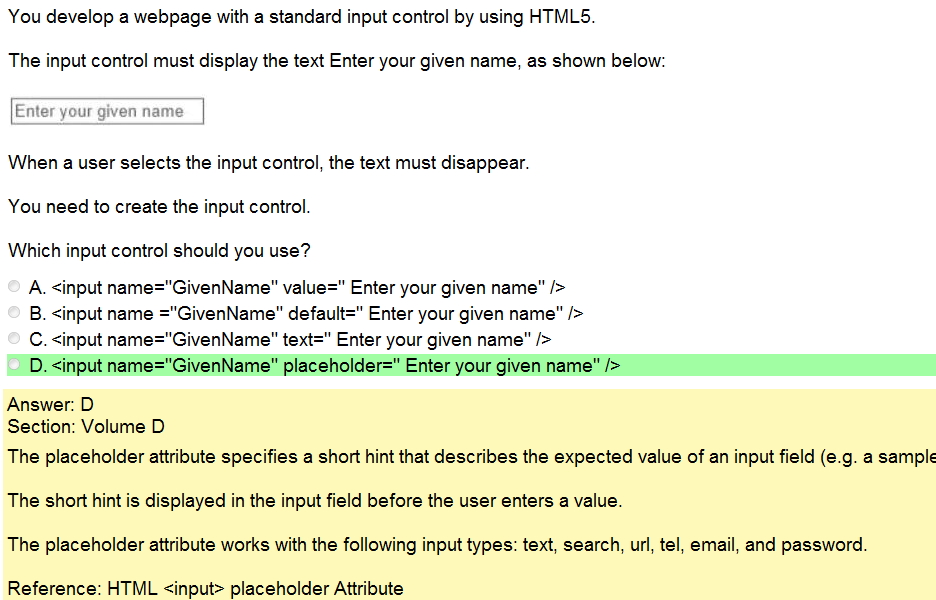 You develop a webpage with a standard input control by using HTML5.
The input control must display the text Enter your given name, as shown below:
Enter your given name
When a user selects the input control, the text must disappear.
You need to create the input control.
Which input control should you use?
A. <input name="GivenName" value=" Enter your given name" />
B. <input name ="GivenName" default=" Enter your given name" />
C. <input name="GivenName" text=" Enter your given name" />
D. <input name="GivenName" placeholder=" Enter your given name" />
Answer: D
Section: Volume D
The placeholder attribute specifies a short hint that describes the expected value of an input field (e.g. a sample
The short hint is displayed in the input field before the user enters a value.
The placeholder attribute works with the following input types: text, search, url, tel, email, and password.
Reference: HTML <input> placeholder Attribute